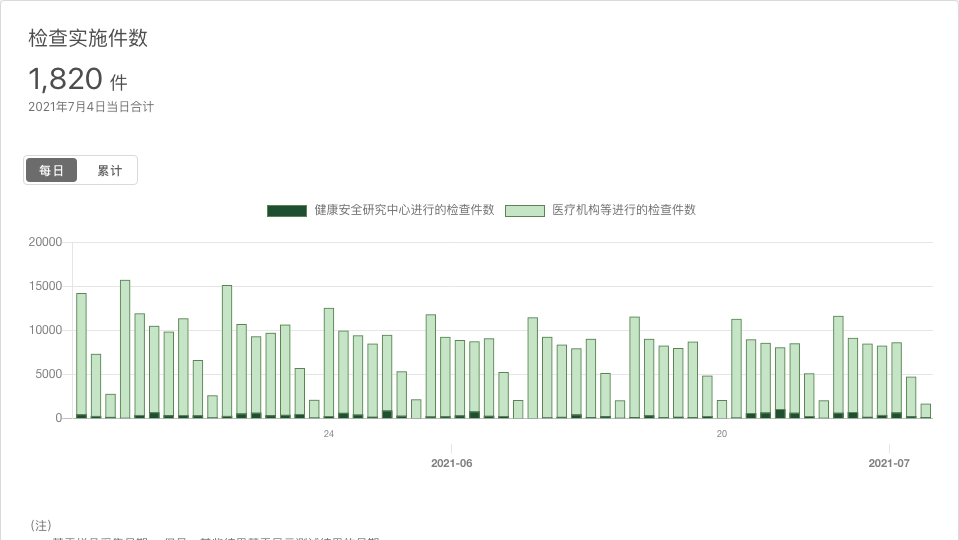 检查实施件数
1,820 件
2021年7月4日当日合计
每日 累计
健康安全研究中心进行的检查件数 医疗机构等进行的检查件数
20000
15000
10000
5000
0
24 20
2021-06 2021-07
(注)